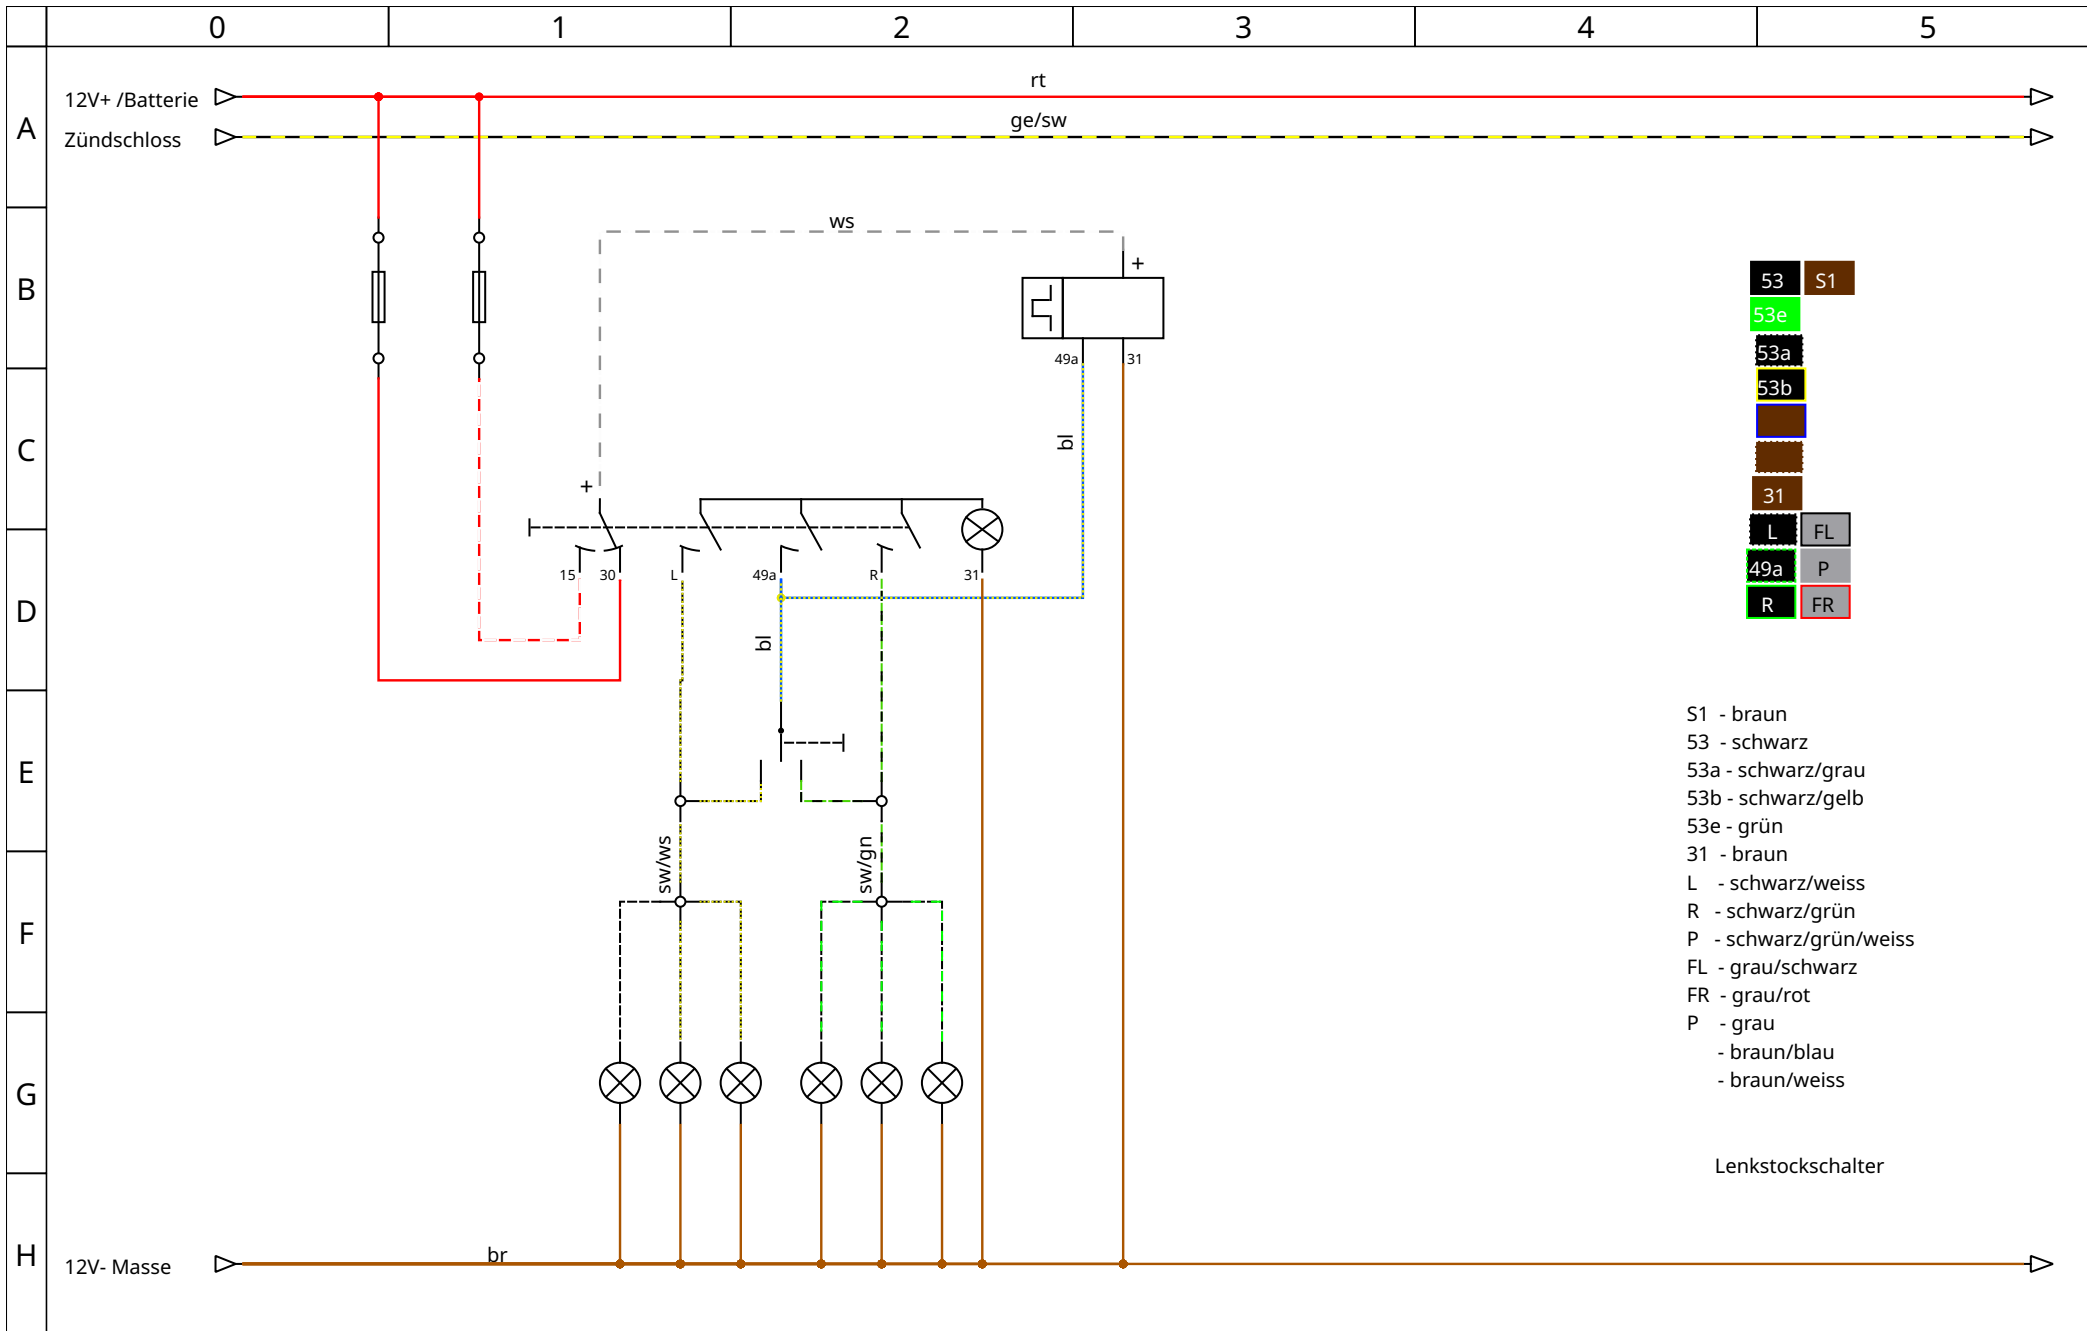 0 1 2 3 4 5
A
12V+ /Batterie
rt
Zündschloss
ge/sw
B
ws
+
49a 31
C
bl
+
D
15 30 L 49a R 31
bl
E
sw/ws
sw/gn
F
G
H
12V- Masse
br
53 S1
53e
53a
53b
31
L FL
49a P
R FR
S1 - braun
53 - schwarz
53a - schwarz/grau
53b - schwarz/gelb
53e - grün
31 - braun
L - schwarz/weiss
R - schwarz/grün
P - schwarz/grün/weiss
FL - grau/schwarz
FR - grau/rot
P - grau
- braun/blau
- braun/weiss
Lenkstockschalter